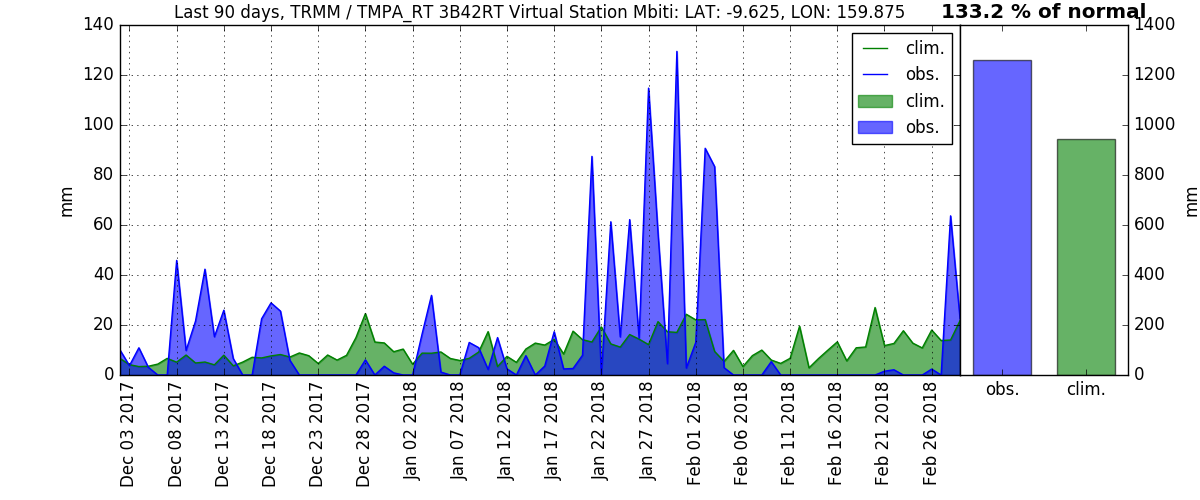 Last 90 days, TRMM / TMPA_RT 3B42RT Virtual Station Mbiti: LAT: -9.625, LON: 159.875
133.2 % of normal
mm
140
120
100
80
60
40
20
0
clim.
obs.
clim.
obs.
1400
1200
1000
800
600
400
200
0
mm
obs.
clim.
Dec 03 2017
Dec 08 2017
Dec 13 2017
Dec 18 2017
Dec 23 2017
Dec 28 2017
Jan 02 2018
Jan 07 2018
Jan 12 2018
Jan 17 2018
Jan 22 2018
Jan 27 2018
Feb 01 2018
Feb 06 2018
Feb 11 2018
Feb 16 2018
Feb 21 2018
Feb 26 2018